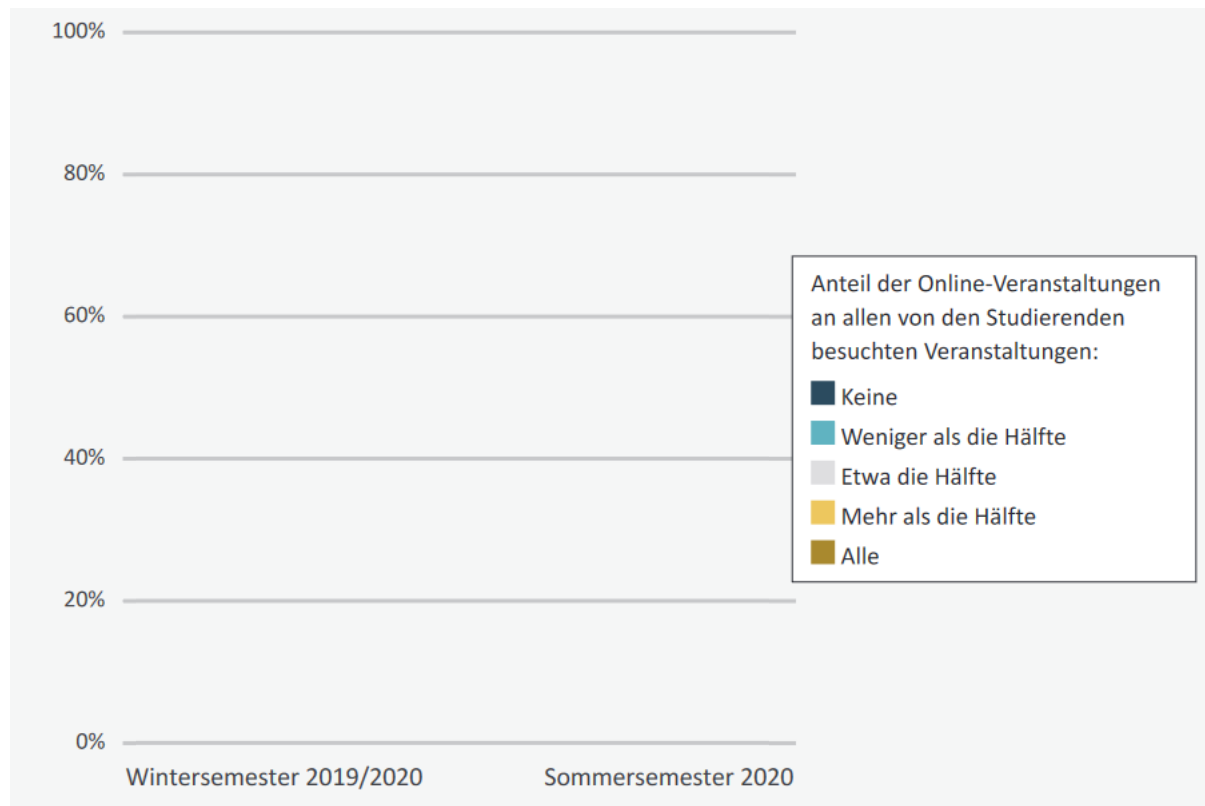 100%
80%
60%
40%
20%
0%
Wintersemester 2019/2020
Sommersemester 2020
Anteil der Online-Veranstaltungen
an allen von den Studierenden
besuchten Veranstaltungen:
Keine
Weniger als die Hälfte
Etwa die Hälfte
Mehr als die Hälfte
Alle